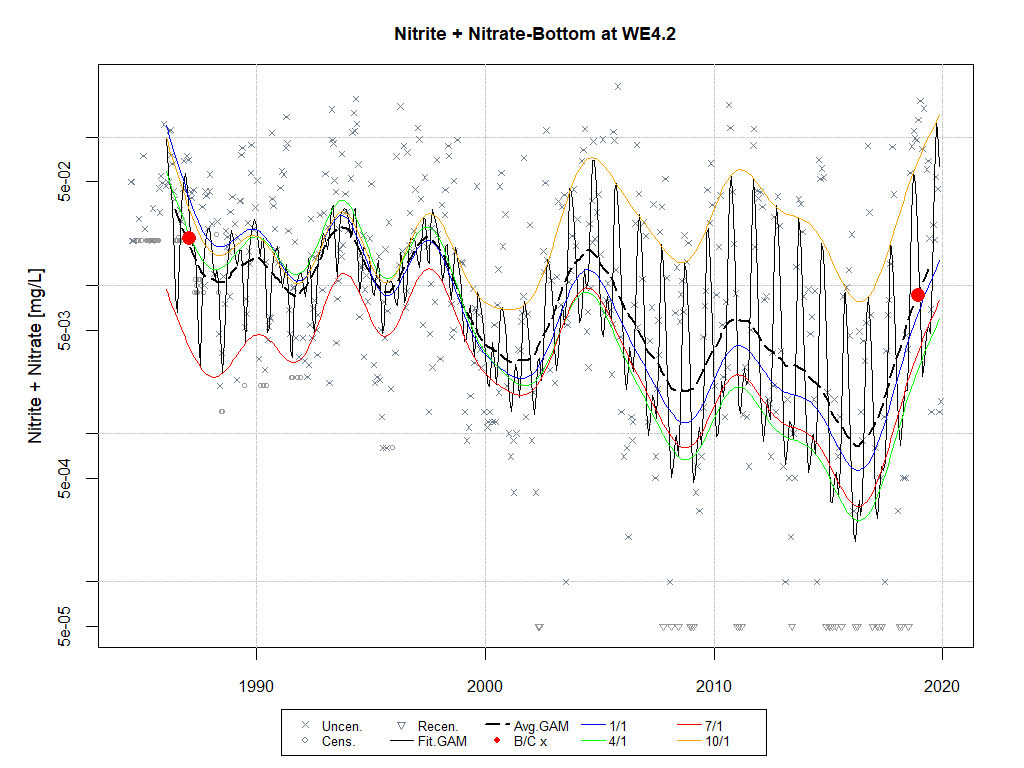 Nitrite + Nitrate-Bottom at WE4.2
Nitrite + Nitrate [mg/L]
5e-02
5e-03
5e-04
5e-05
1990
2000
2010
2020
Uncen.
Recen.
Avg.GAM
1/1
7/1
Cens.
Fit.GAM
B/C x
4/1
10/1